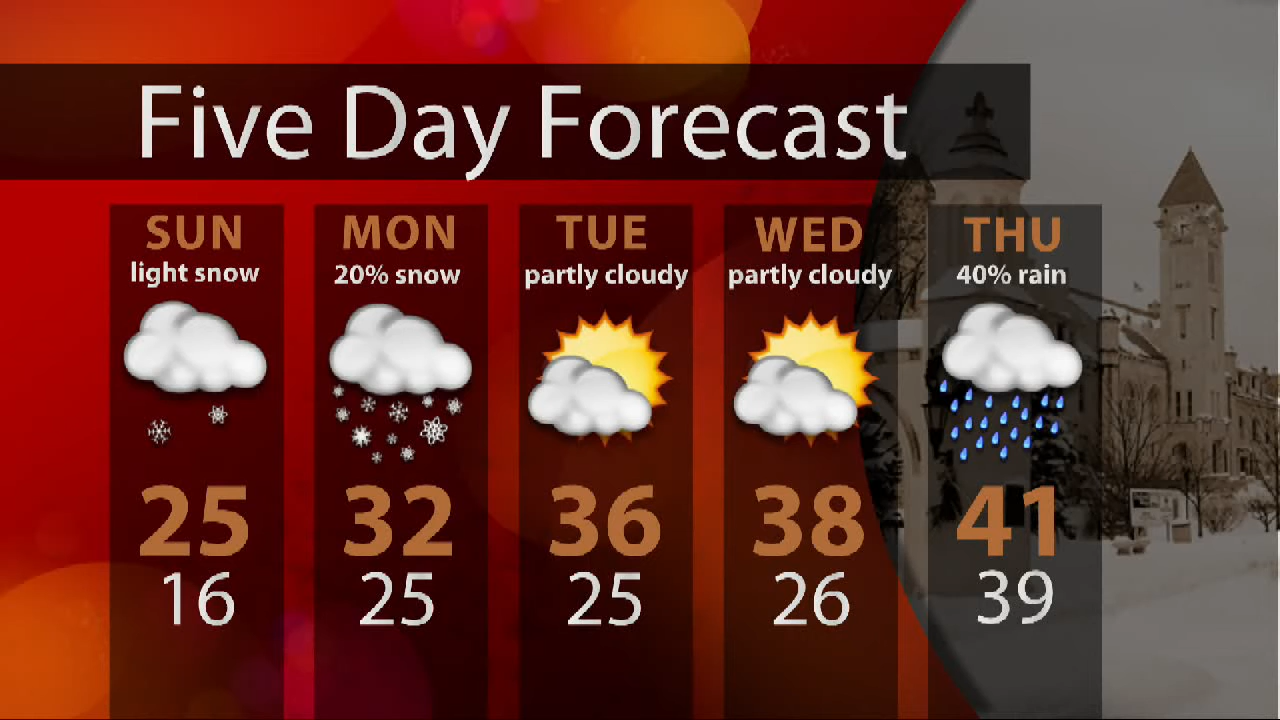 Five Day Forecast
SUN
light snow
25
16
MON
20% snow
32
25
TUE
partly cloudy
36
25
WED
partly cloudy
38
26
THU
40% rain
41
39